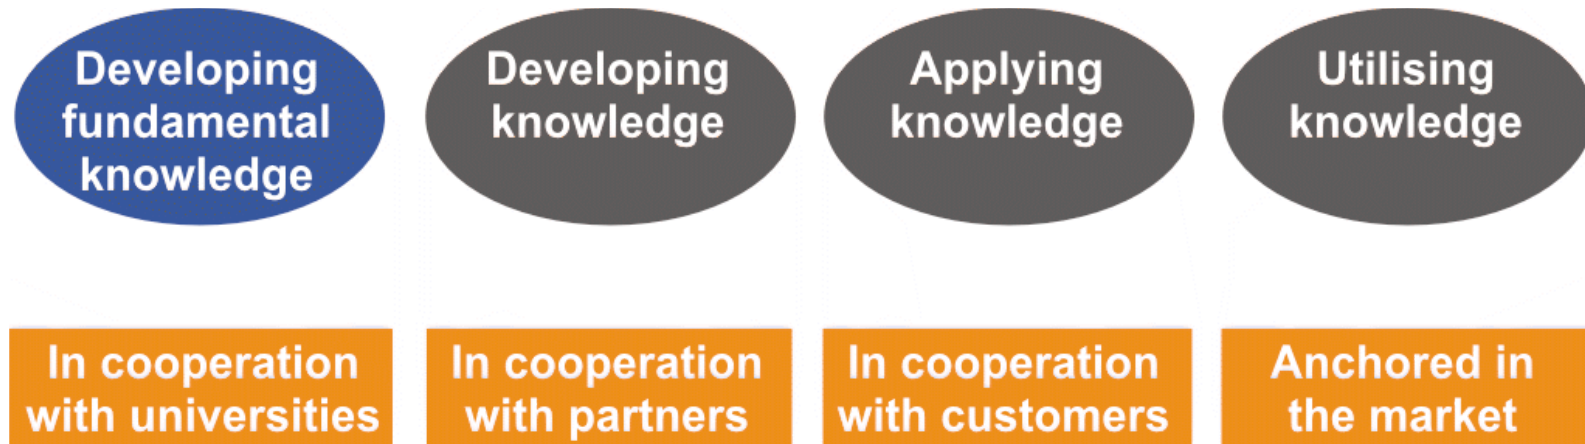 Developing
fundamental
knowledge
Developing
knowledge
Applying
knowledge
Utilising
knowledge
In cooperation
with universities
In cooperation
with partners
In cooperation
with customers
Anchored in
the market